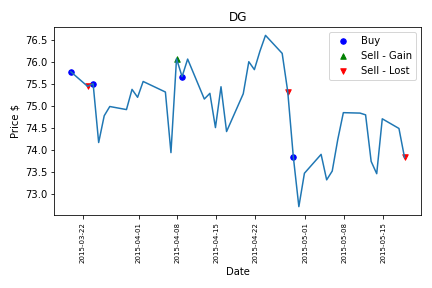 DG
Buy
Sell - Gain
Sell - Lost
Price $
76.5
76.0
75.5
75.0
74.5
74.0
73.5
73.0
2015-03-22
2015-04-01
2015-04-08
2015-04-15
2015-04-22
2015-05-01
2015-05-08
2015-05-15
Date